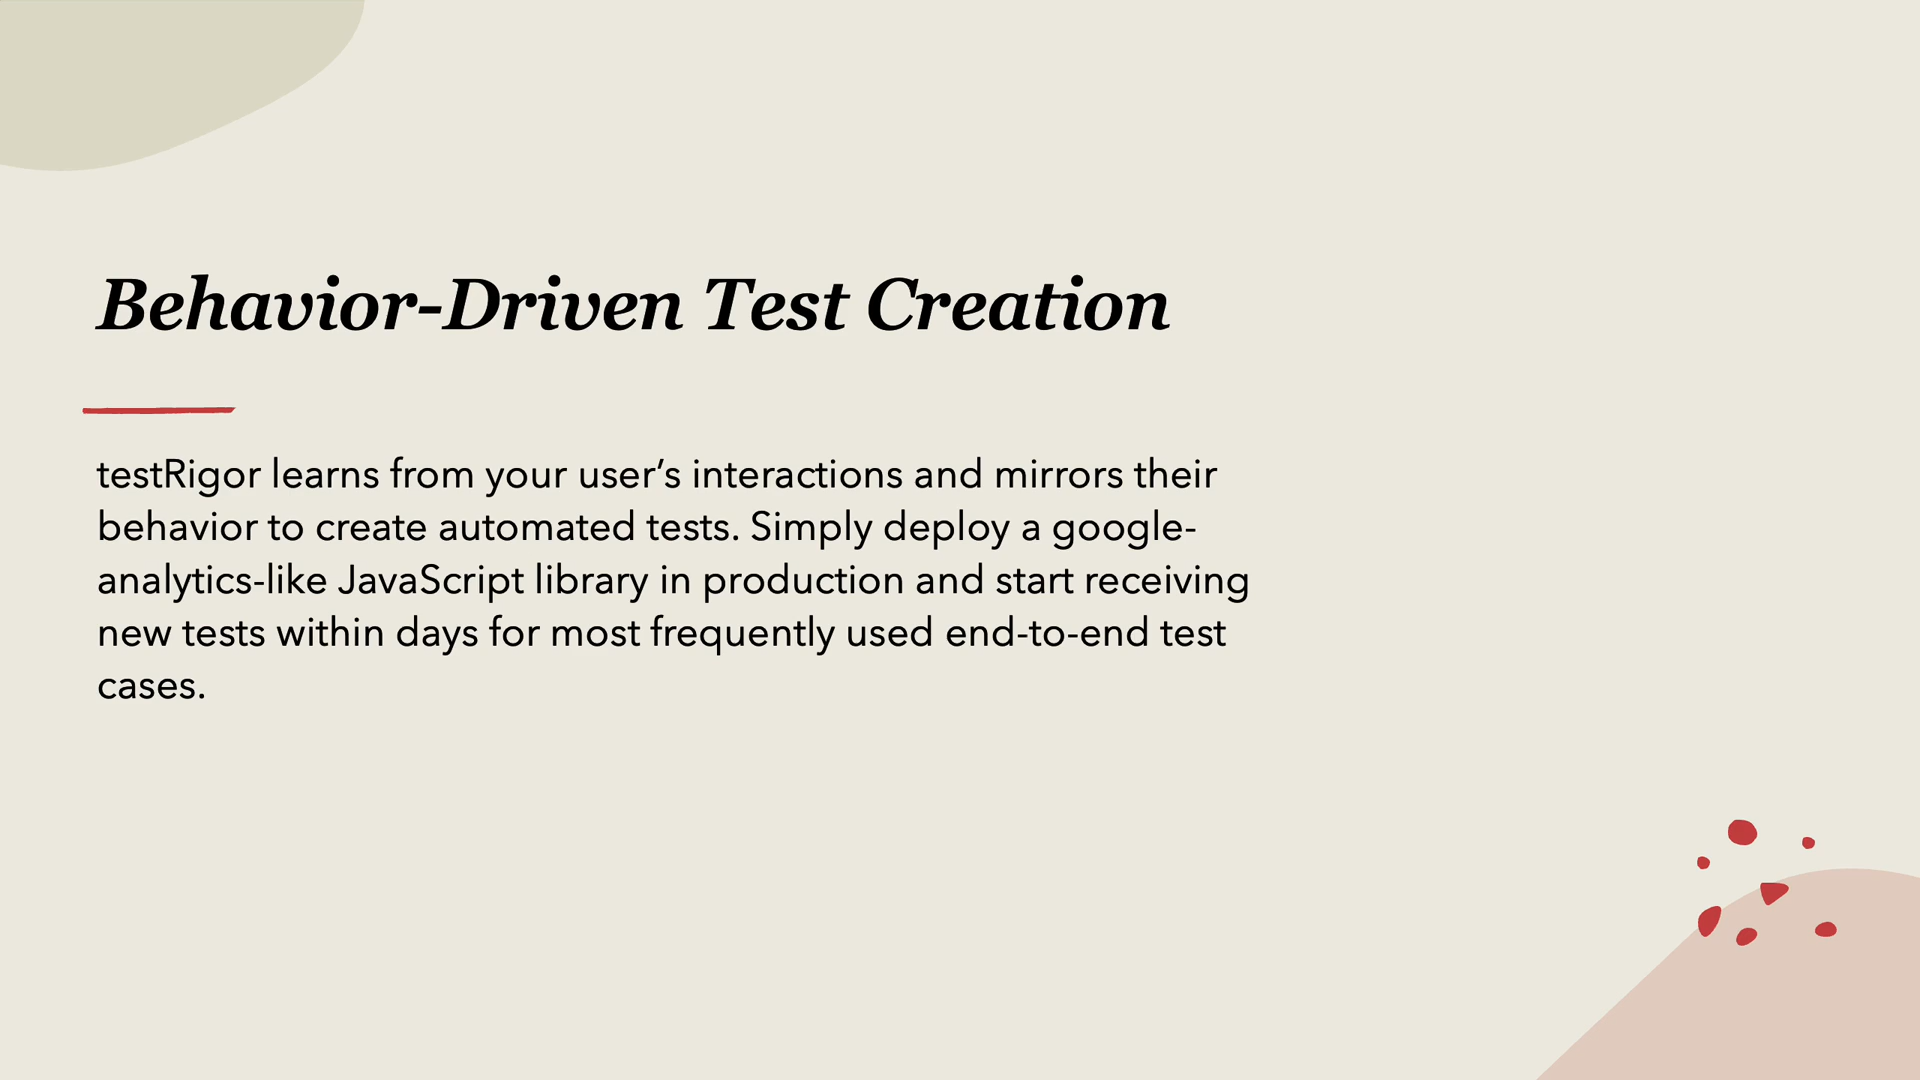 Behavior-Driven Test Creation
testRigor learns from your user’s interactions and mirrors their
behavior to create automated tests. Simply deploy a google-
analytics-like JavaScript library in production and start receiving
new tests within days for most frequently used end-to-end test
cases.